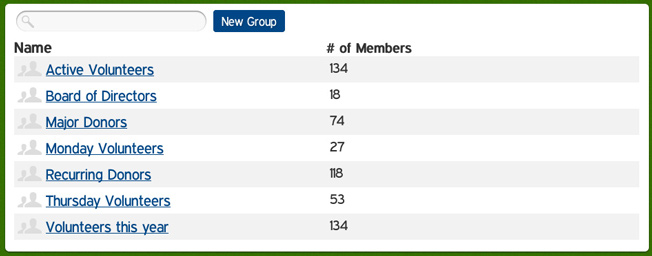 New Group
Name # of Members
Active Volunteers 134
Board of Directors 18
Major Donors 74
Monday Volunteers 27
Recurring Donors 118
Thursday Volunteers 53
Volunteers this year 134